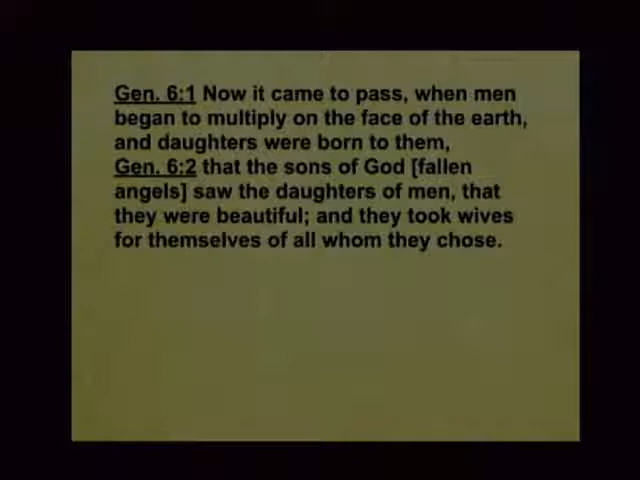 Gen. 6:1 Now it came to pass, when men
began to multiply on the face of the earth,
and daughters were born to them,
Gen. 6:2 that the sons of God [fallen
angels] saw the daughters of men, that
they were beautiful; and they took wives
for themselves of all whom they chose.